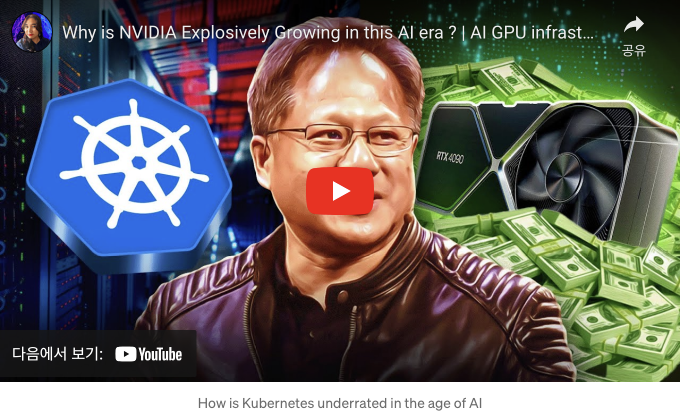 Why is NVIDIA Explosively Growing in this AI era ? | AI GPU infrast...
공유
RTX 4090
다음에서 보기: YouTube
How is Kubernetes underrated in the age of AI